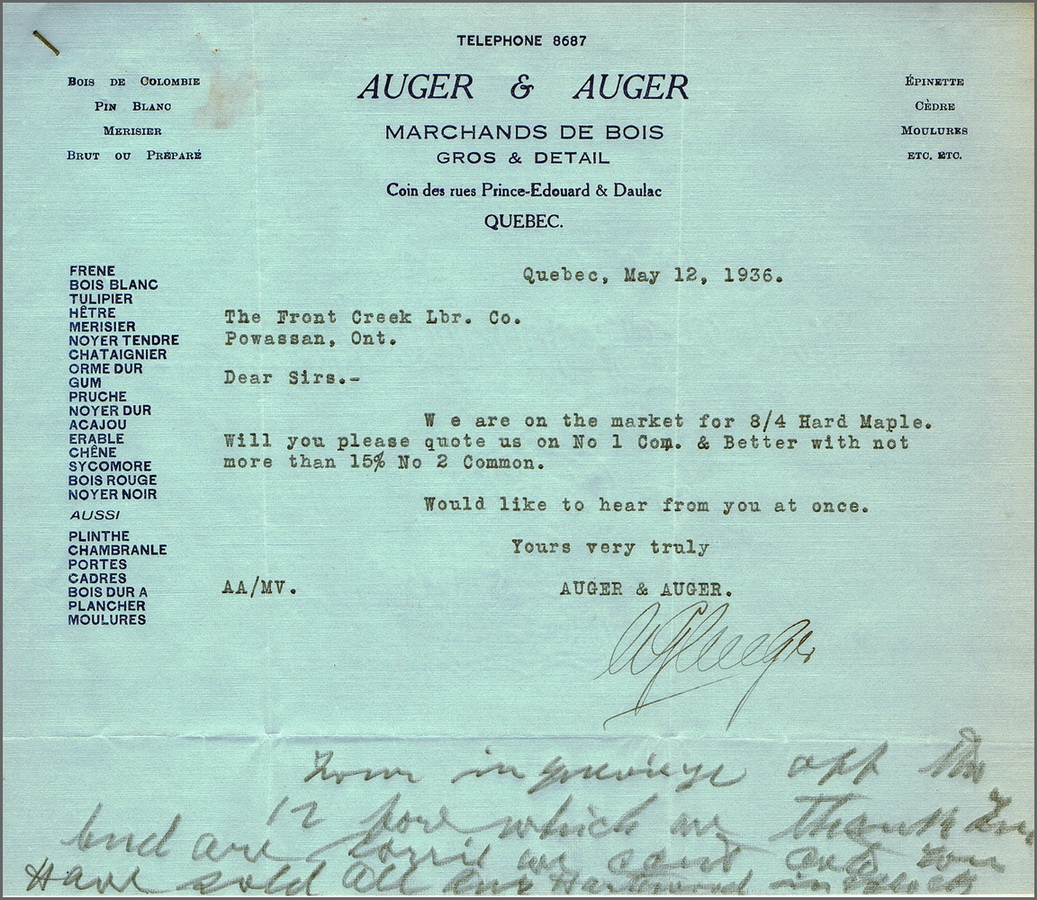 TELEPHONE 8687
BOIS DE COLOMBIE
PIN BLANC
MERISIER
BRUT OU PRÉPARÉ
AUGER & AUGER
MARCHANDS DE BOIS
GROS & DETAIL
Coin des rues Prince-Edouard & Daulac
QUEBEC.
ÉPINETTE
CÈDRE
MOULURES
ETC. ETC.
FRENE
BOIS BLANC
TULIPIER
HÊTRE
MERISIER
NOYER TENDRE
CHATAIGNIER
ORME DUR
GUM
PRUCHE
NOYER DUR
ACAJOU
ERABLE
CHÊNE
SYCOMORE
BOIS ROUGE
NOYER NOIR
AUSSI
PLINTHE
CHAMBRANLE
PORTES
CADRES
BOIS DUR A
PLANCHER
MOULURES
Quebec, May 12, 1936.
The Front Creek Lbr. Co.
Powassan, Ont.
Dear Sirs.-
W e are on the market for 8/4 Hard Maple.
Will you please quote us on No 1 Com. & Better with not
more than 15% No 2 Common.
Would like to hear from you at once.
Yours very truly
AA/MV. AUGER & AUGER.
off the
12 which we thank you
And are we
Have sold all our Hardwood in